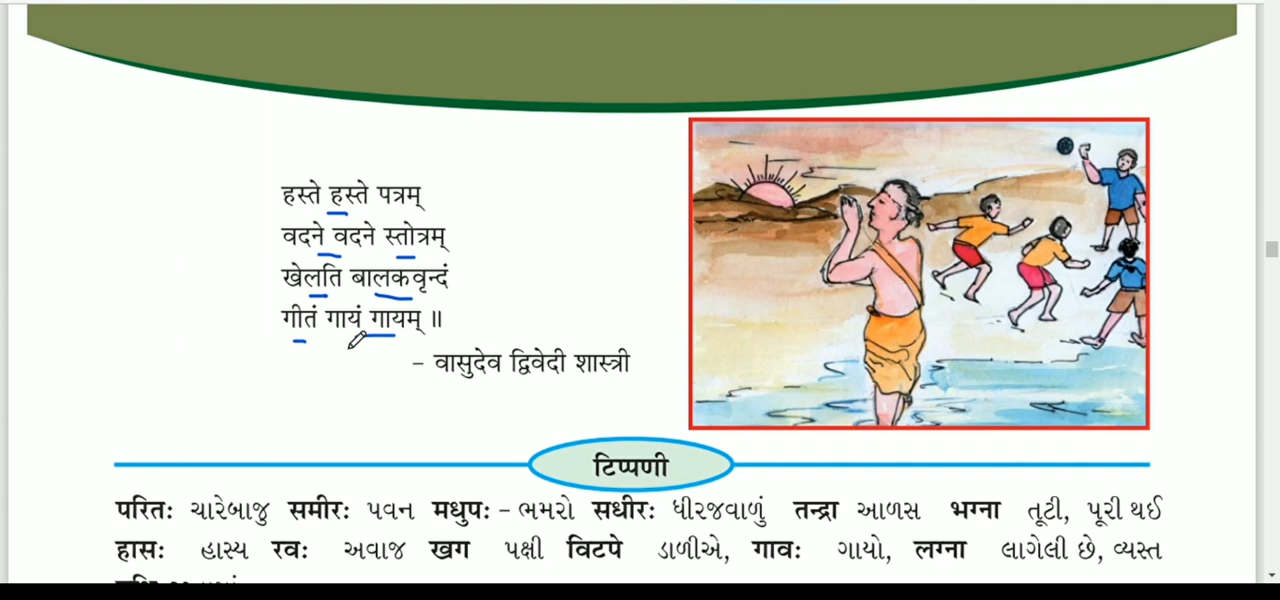 हस्ते हस्ते पत्रम्
वदने वदने स्तोत्रम्
खेलति बालकवृन्दं
गीतं गायं गायम् ॥
– वासुदेव द्विवेदी शास्त्री
टिप्पणी
परितः ચારેબાજુ समीरः પવન मधुपः – ભમરો सधीरः ધીરજવાળું तन्द्रा આળસ भग्ना તૂટી, પૂરી થઈ
हासः હાસ્ય रवः અવાજ खग પક્ષી विटपे ડાળીએ, गावः ગાયો, लग्ना લાગેલી છે, વ્યસ્ત